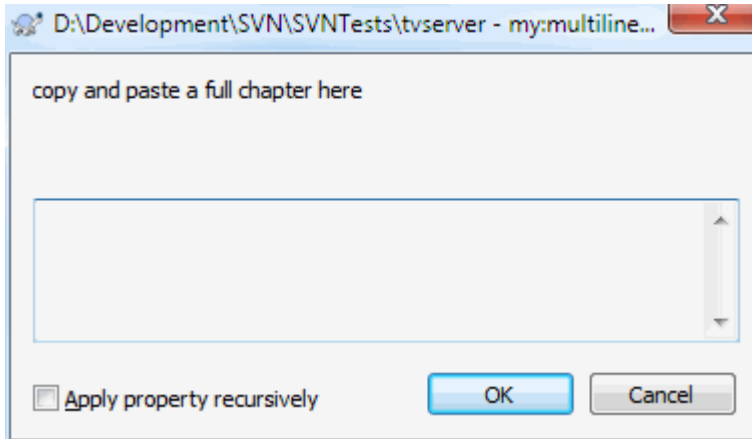 D:\Development\SVN\SVNTests\tvserver - my:multiline...
copy and paste a full chapter here
Apply property recursively
OK
Cancel